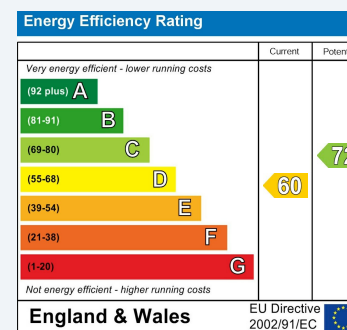 Energy Efficiency Rating
Current
Very energy efficient - lower running costs
(92 plus) A
(81-91) B
(69-80) C
(55-68) D
60
(39-54) E
(21-38) F
(1-20) G
Not energy efficient - higher running costs
England & Wales
EU Directive
2002/91/EC